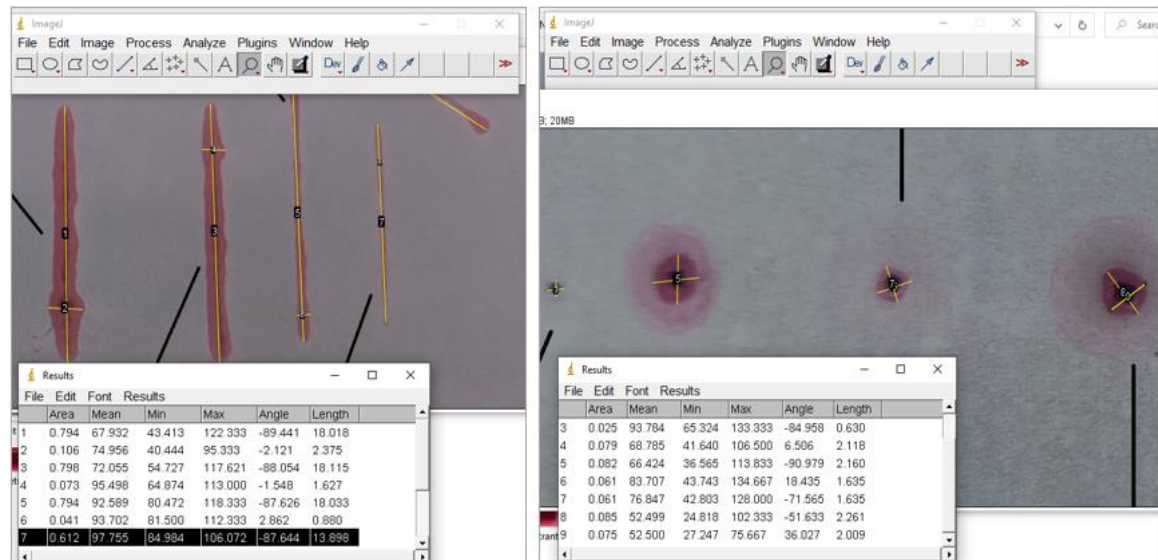 ImageJ
File Edit Image Process Analyze Plugins Window Help
Dev
1
2
3
4
5
7
Results
File Edit Font Results
Area Mean Min Max Angle Length
1 0.794 67.932 43.413 122.333 -89.441 18.018
2 0.106 74.956 40.444 95.333 -2.121 2.375
3 0.798 72.055 54.727 117.621 -88.054 18.115
4 0.073 95.498 64.874 113.000 -1.548 1.627
5 0.794 92.589 80.472 118.333 -87.626 18.033
6 0.041 93.702 81.500 112.333 2.862 0.880
7 0.612 97.755 84.984 106.072 -87.644 13.898
ImageJ
File Edit Image Process Analyze Plugins Window Help
Dev
B; 20MB
5
7
Results
File Edit Font Results
Area Mean Min Max Angle Length
3 0.025 93.784 65.324 133.333 -84.958 0.630
4 0.079 68.785 41.640 106.500 6.506 2.118
5 0.082 66.424 36.565 113.833 -90.979 2.160
6 0.061 83.707 43.743 134.667 18.435 1.635
7 0.061 76.847 42.803 128.000 -71.565 1.635
8 0.085 52.499 24.818 102.333 -51.633 2.261
9 0.075 52.500 27.247 75.667 36.027 2.009